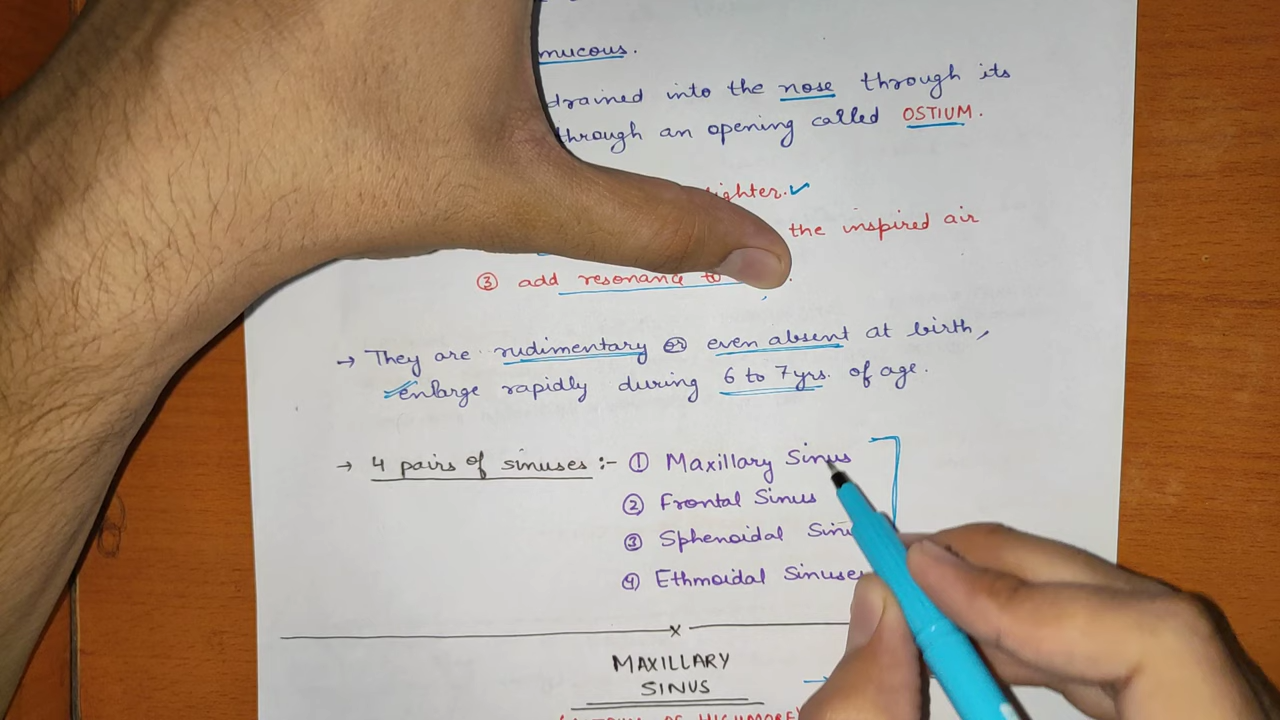 mucous.
drained into the nose through its
through an opening called OSTIUM.
ighter.
the inspired air
③ add resonance to
→ They are rudimentary or even absent at birth,
enlarge rapidly during 6 to 7yrs. of age.
→ 4 pairs of sinuses :- ① Maxillary Sinus
② Frontal Sinus
③ Sphenoidal Sinu
④ Ethmoidal Sinuses
x
MAXILLARY
SINUS